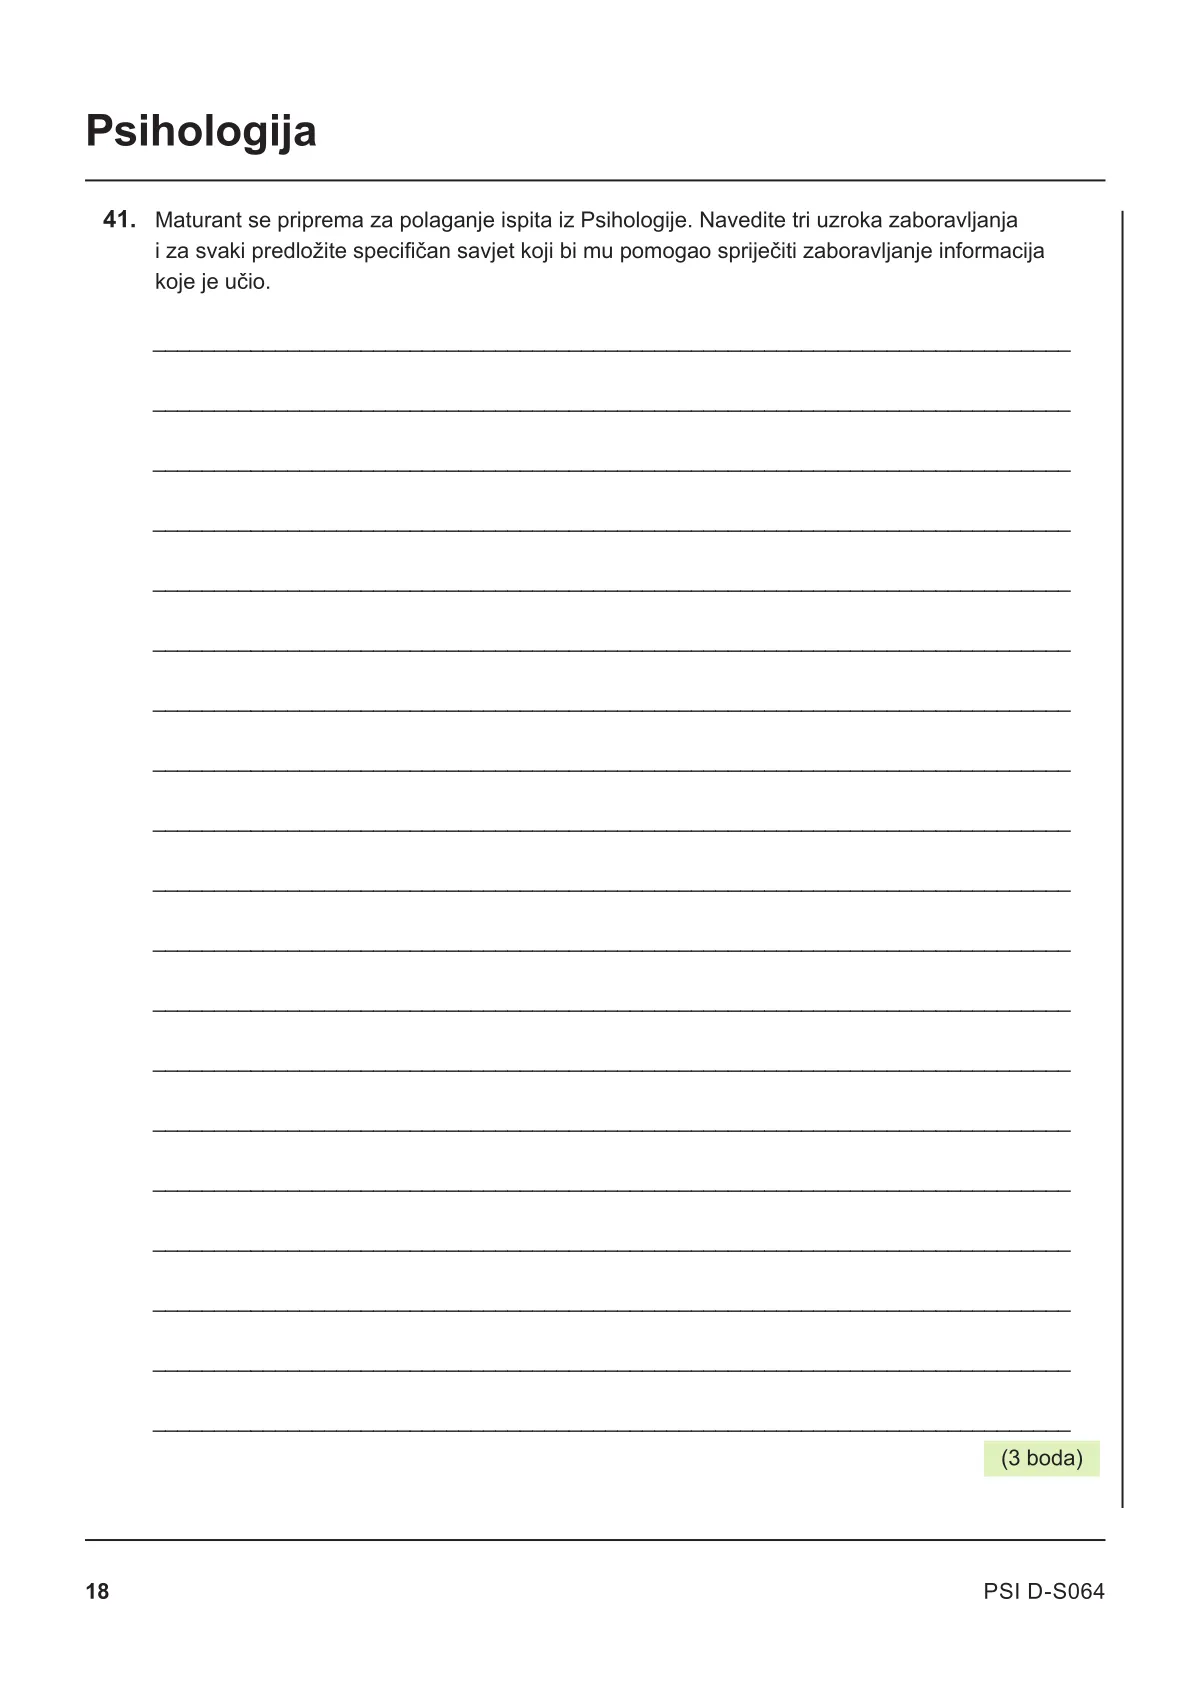 Psihologija
41. Maturant se priprema za polaganje ispita iz Psihologije. Navedite tri uzroka zaboravljanja
i za svaki predložite specifičan savjet koji bi mu pomogao spriječiti zaboravljanje informacija
koje je učio.
(3 boda)
18 PSI D-S064